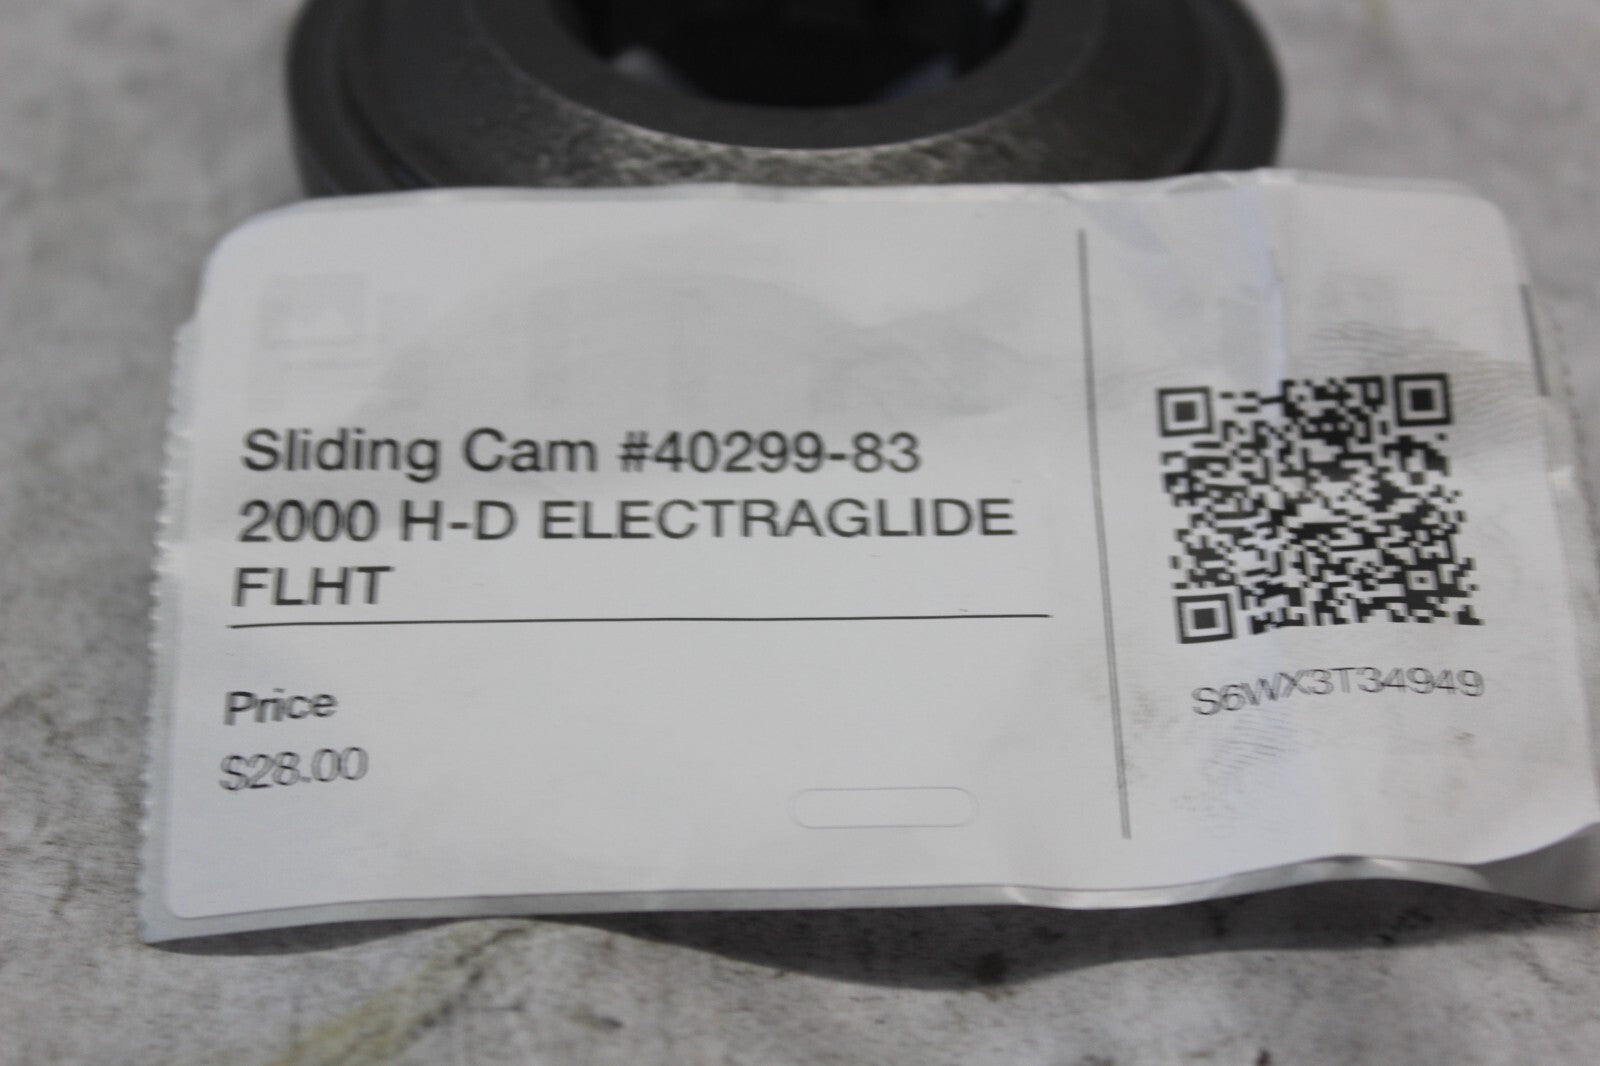 Sliding Cam #40299-83
2000 H-D ELECTRAGLIDE
FLHT
Price
$28.00
S6WX3T34949